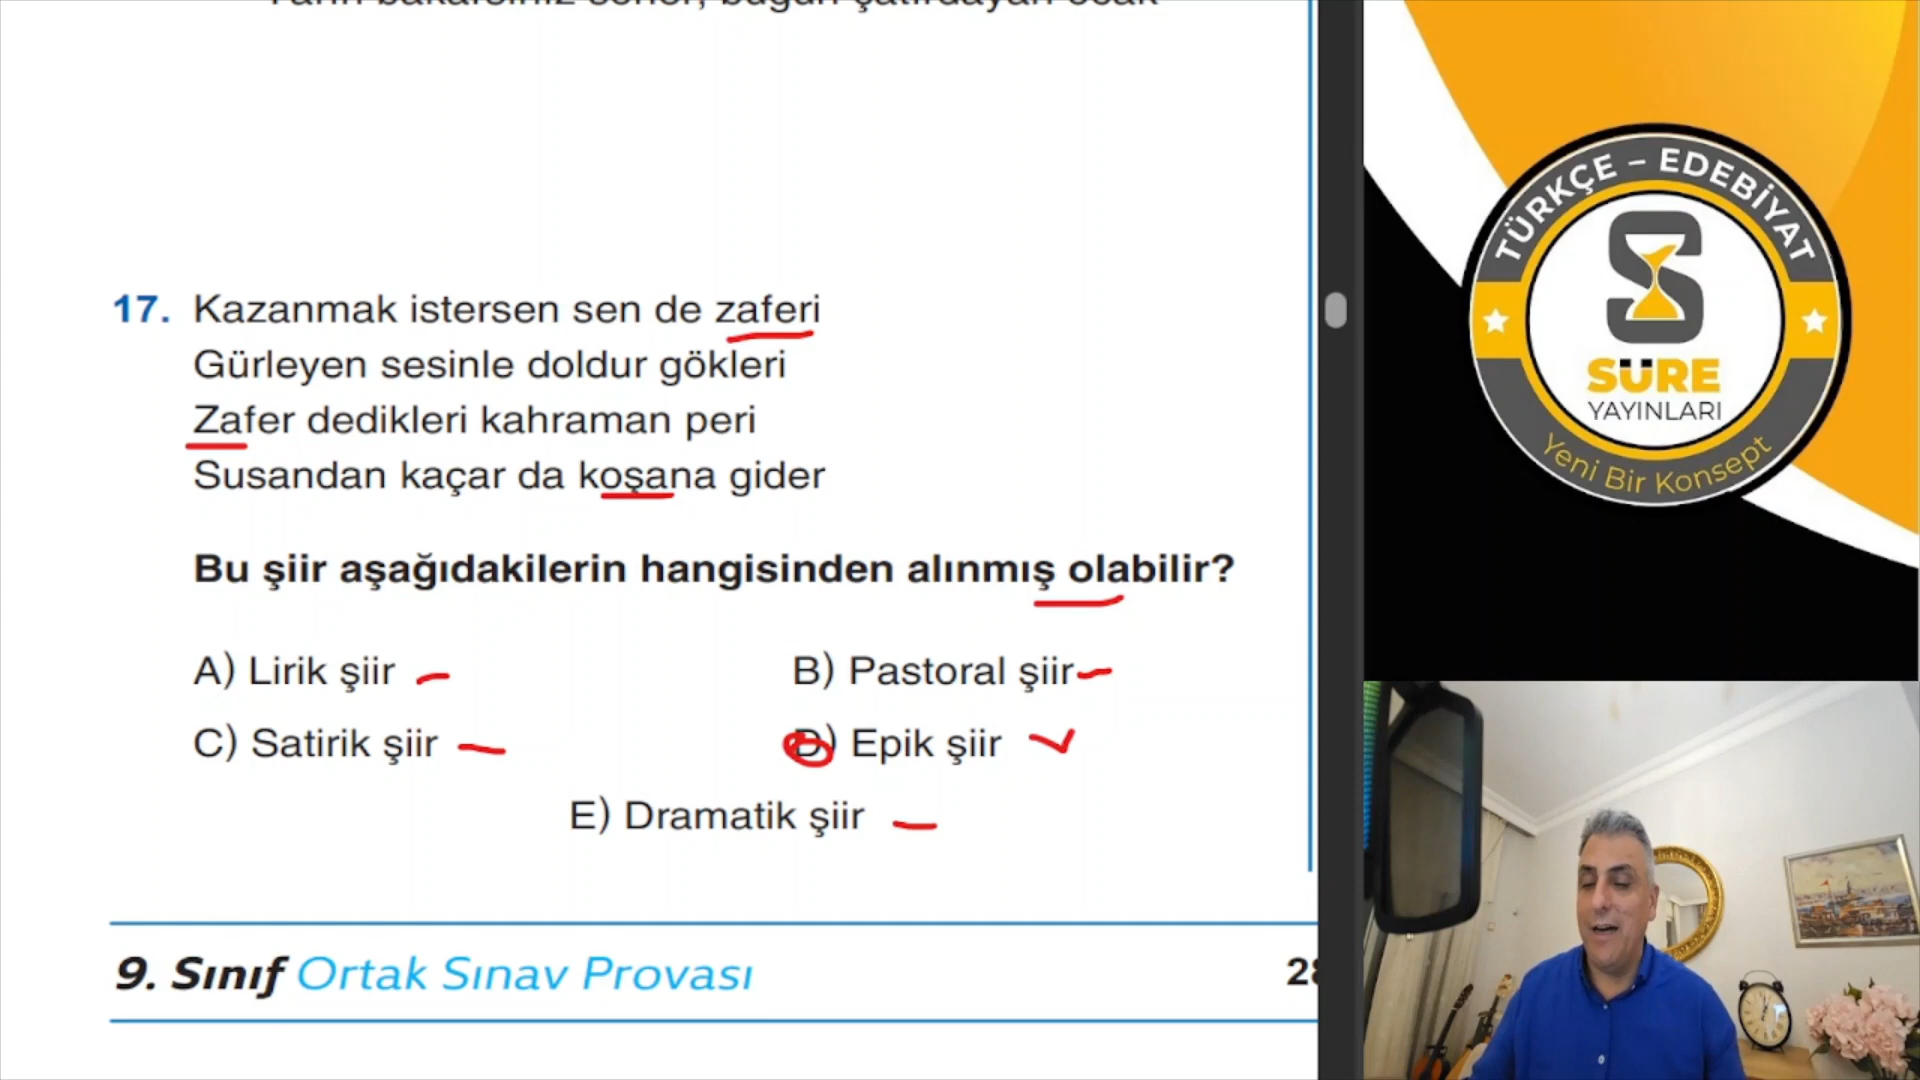 17. Kazanmak istersen sen de zaferi
Gürleyen sesinle doldur gökleri
Zafer dedikleri kahraman peri
Susandan kaçar da koşana gider
Bu şiir aşağıdakilerin hangisinden alınmış olabilir?
A) Lirik şiir
B) Pastoral şiir
C) Satirik şiir
D) Epik şiir
E) Dramatik şiir
9. Sınıf Ortak Sınav Provası
TÜRKÇE – EDEBİYAT
SÜRE
YAYINLARI
Yeni Bir Konsept